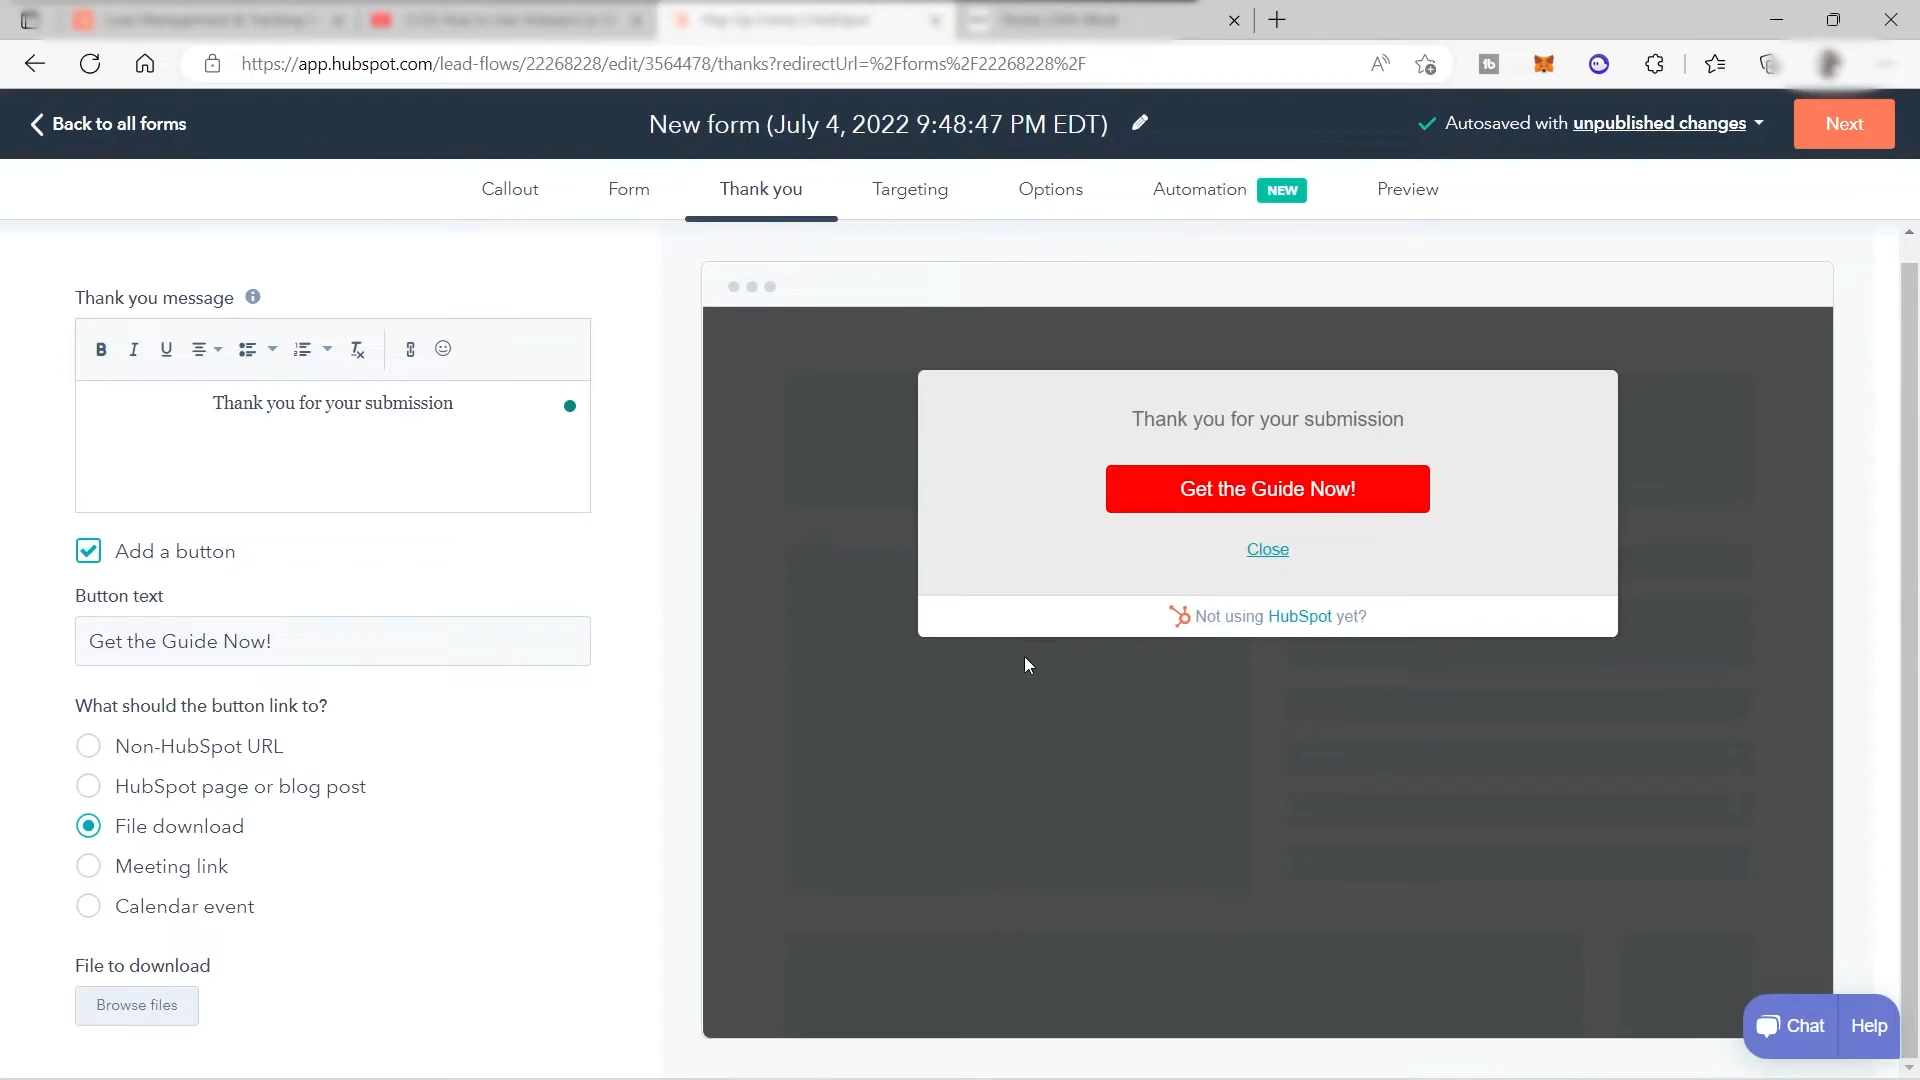 https://app.hubspot.com/lead-flows/22268228/edit/3564478/thanks?redirectUrl=%2Fforms%2F22268228%2F
Back to all forms
New form (July 4, 2022 9:48:47 PM EDT)
Autosaved with unpublished changes
Next
Callout
Form
Thank you
Targeting
Options
Automation NEW
Preview
Thank you message
B I U
Thank you for your submission
Add a button
Button text
Get the Guide Now!
What should the button link to?
Non-HubSpot URL
HubSpot page or blog post
File download
Meeting link
Calendar event
File to download
Browse files
Thank you for your submission
Get the Guide Now!
Close
Not using HubSpot yet?
Chat
Help